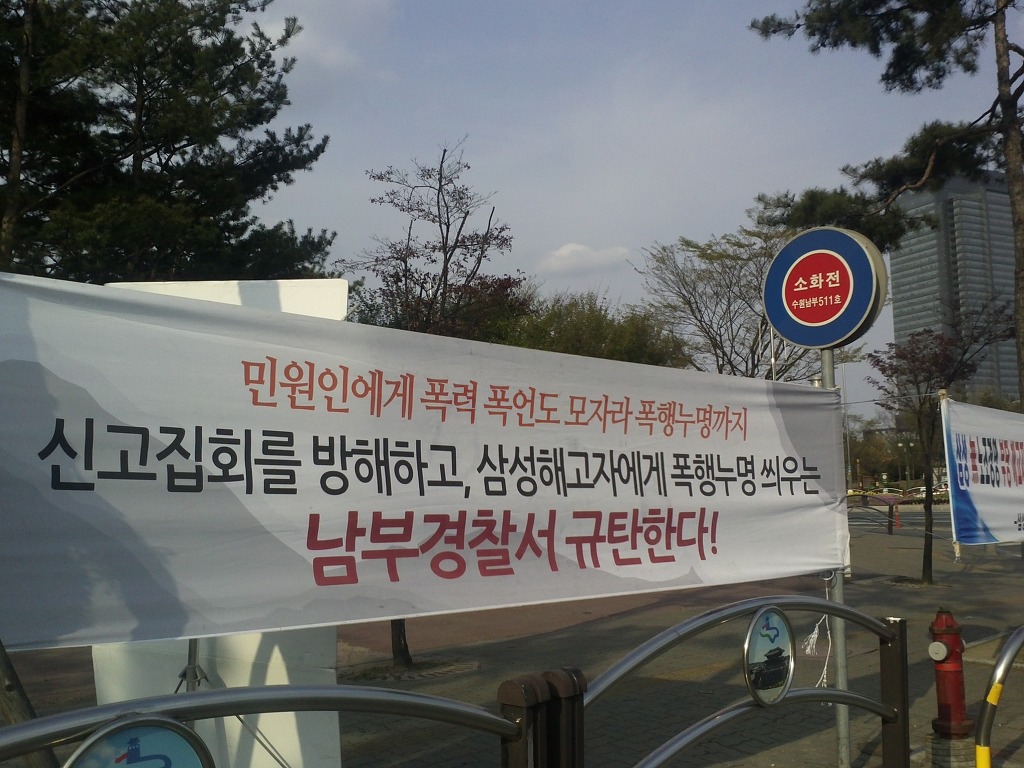 민원인에게 폭력 폭언도 모자라 폭행누명까지
신고집회를 방해하고, 삼성해고자에게 폭행누명 씌우는
남부경찰서 규탄한다!
소화전
수원남부511호
삼성